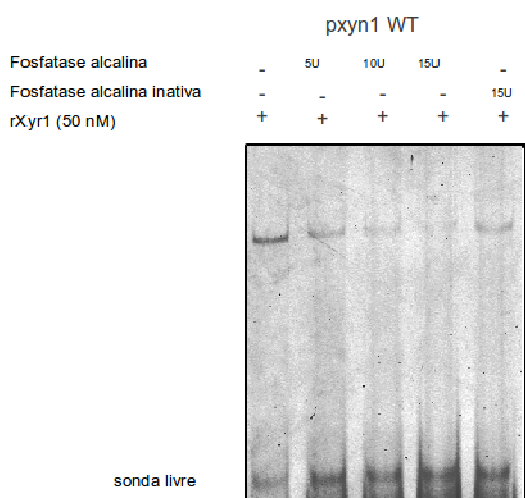 pxyn1 WT
Fosfatase alcalina - 5U 10U 15U -
Fosfatase alcalina inativa - - - - 15U
rXyr1 (50 nM) + + + + +
sonda livre